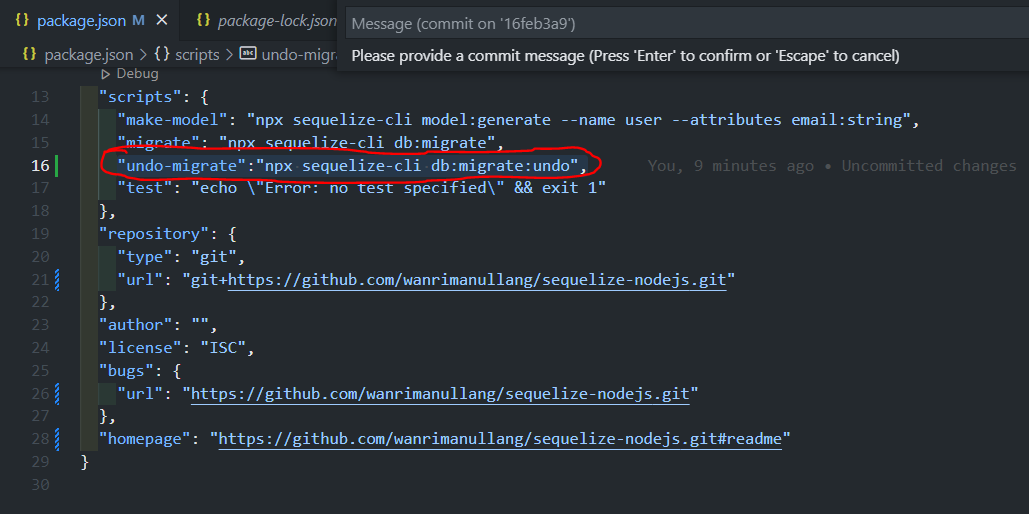 {} package.json M ×
{} package-lock.json
Message (commit on '16feb3a9')
Please provide a commit message (Press 'Enter' to confirm or 'Escape' to cancel)
{} package.json > {} scripts > abc undo-migra
Debug
13 "scripts": {
14 "make-model": "npx sequelize-cli model:generate --name user --attributes email:string",
15 "migrate": "npx sequelize-cli db:migrate",
16 "undo-migrate":"npx sequelize-cli db:migrate:undo", You, 9 minutes ago • Uncommitted changes
17 "test": "echo \"Error: no test specified\" && exit 1"
18 },
19 "repository": {
20 "type": "git",
21 "url": "git+https://github.com/wanrimanullang/sequelize-nodejs.git"
22 },
23 "author": "",
24 "license": "ISC",
25 "bugs": {
26 "url": "https://github.com/wanrimanullang/sequelize-nodejs.git"
27 },
28 "homepage": "https://github.com/wanrimanullang/sequelize-nodejs.git#readme"
29 }
30